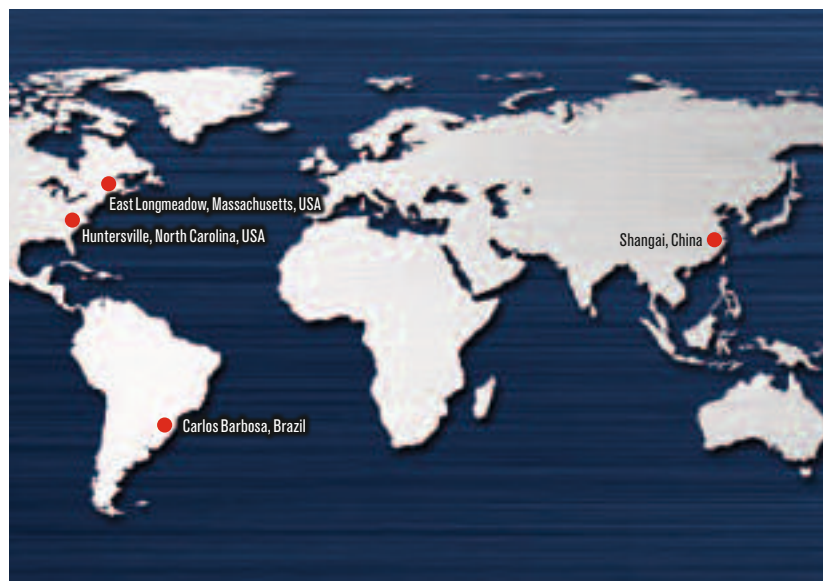 East Longmeadow, Massachusetts, USA
Huntersville, North Carolina, USA
Shangai, China
Carlos Barbosa, Brazil